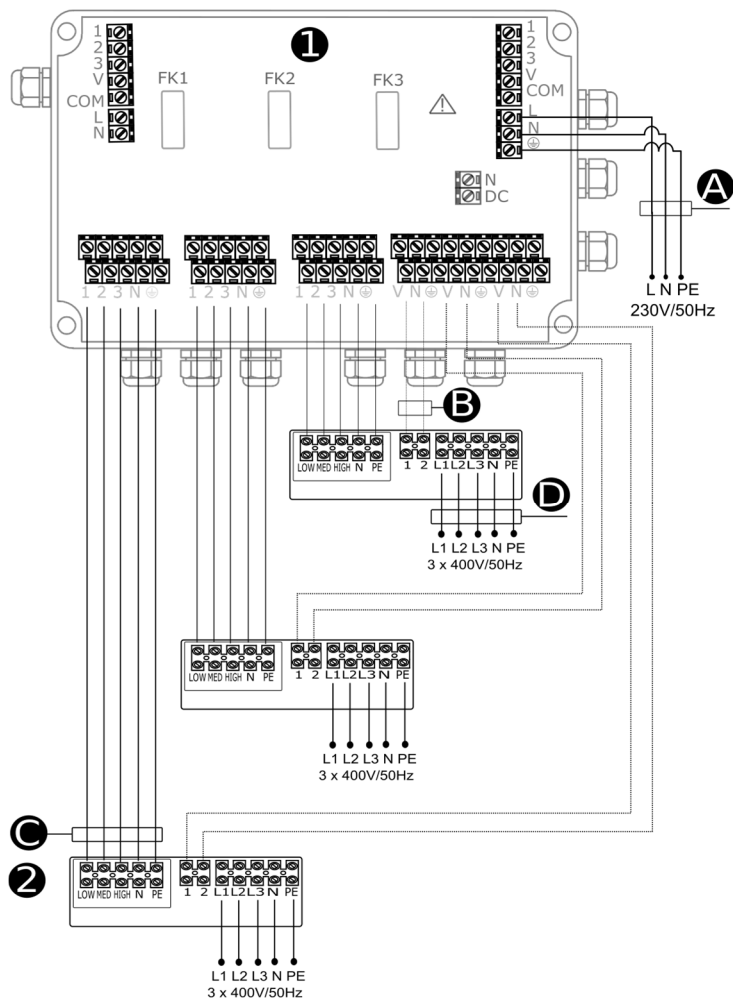 1
1
1
2
2
3
FK1
FK2
FK3
3
V
V
COM
COM
L
L
N
N
A
N
DC
1 2 3 N
1 2 3 N
1 2 3 N
V N V N V N
L N PE
230V/50Hz
B
LOW MED HIGH N PE
1 2 L1 L2 L3 N PE
D
L1 L2 L3 N PE
3 x 400V/50Hz
LOW MED HIGH N PE
1 2 L1 L2 L3 N PE
L1 L2 L3 N PE
3 x 400V/50Hz
C
2
LOW MED HIGH N PE
1 2 L1 L2 L3 N PE
L1 L2 L3 N PE
3 x 400V/50Hz